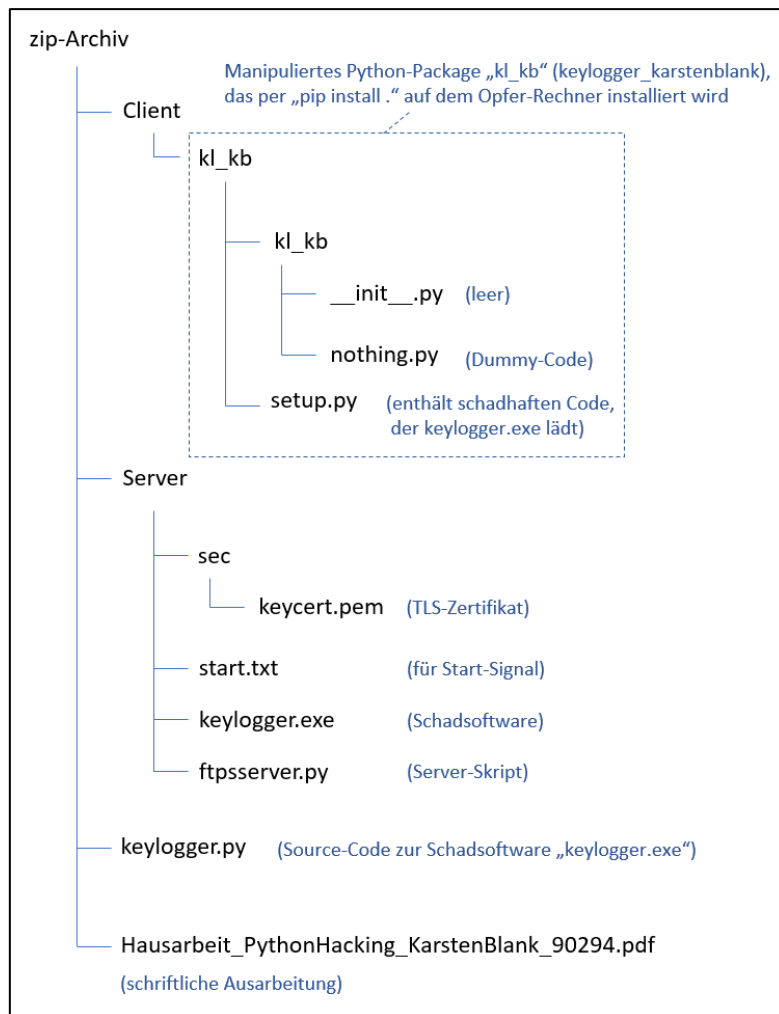 zip-Archiv
Manipuliertes Python-Package „kl_kb“ (keylogger_karstenblank),
das per „pip install .“ auf dem Opfer-Rechner installiert wird
Client
kl_kb
kl_kb
__init__.py (leer)
nothing.py (Dummy-Code)
setup.py (enthält schadhaften Code,
der keylogger.exe lädt)
Server
sec
keycert.pem (TLS-Zertifikat)
start.txt (für Start-Signal)
keylogger.exe (Schadsoftware)
ftpsserver.py (Server-Skript)
keylogger.py (Source-Code zur Schadsoftware „keylogger.exe“)
Hausarbeit_PythonHacking_KarstenBlank_90294.pdf
(schriftliche Ausarbeitung)